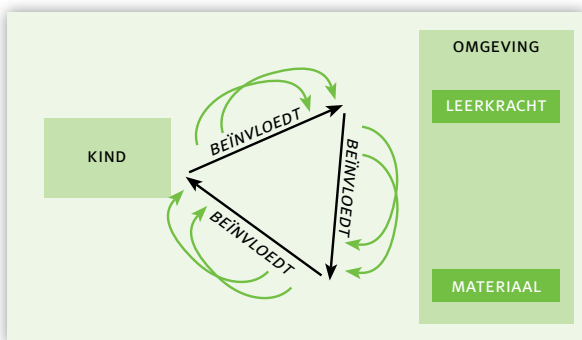 OMGEVING
LEERKRACHT
BEÏNVLOEDT
KIND
BEÏNVLOEDT
BEÏNVLOEDT
MATERIAAL